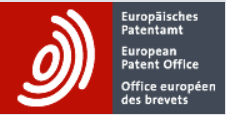 Europäisches
Patentamt
European
Patent Office
Office européen
des brevets